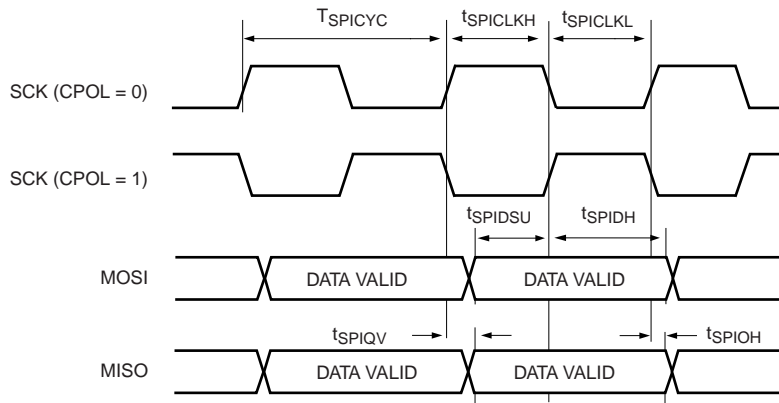 TSPICYC tSPICLKH tSPICLKL
SCK (CPOL = 0)
SCK (CPOL = 1)
tSPIDSU tSPIDH
MOSI DATA VALID DATA VALID
tSPIQV tSPIOH
MISO DATA VALID DATA VALID